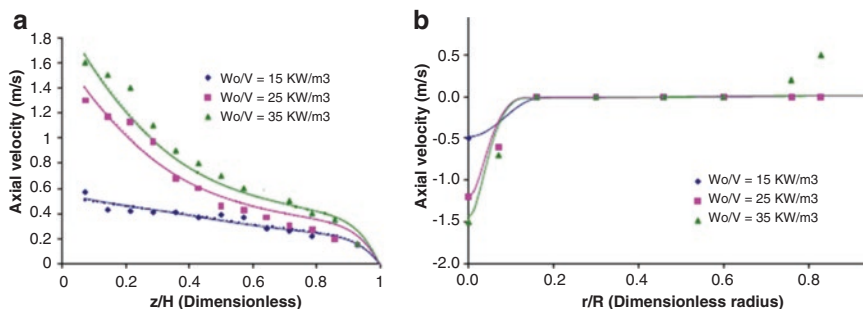 a
Axial velocity (m/s)
1.8
1.6
1.4
1.2
1
0.8
0.6
0.4
0.2
0
0
0.2
0.4
0.6
0.8
1
z/H (Dimensionless)
Wo/V = 15 KW/m3
Wo/V = 25 KW/m3
Wo/V = 35 KW/m3
b
Axial velocity (m/s)
0.5
0.0
-0.5
-1.0
-1.5
-2.0
0.0
0.2
0.4
0.6
0.8
r/R (Dimensionless radius)
Wo/V = 15 KW/m3
Wo/V = 25 KW/m3
Wo/V = 35 KW/m3